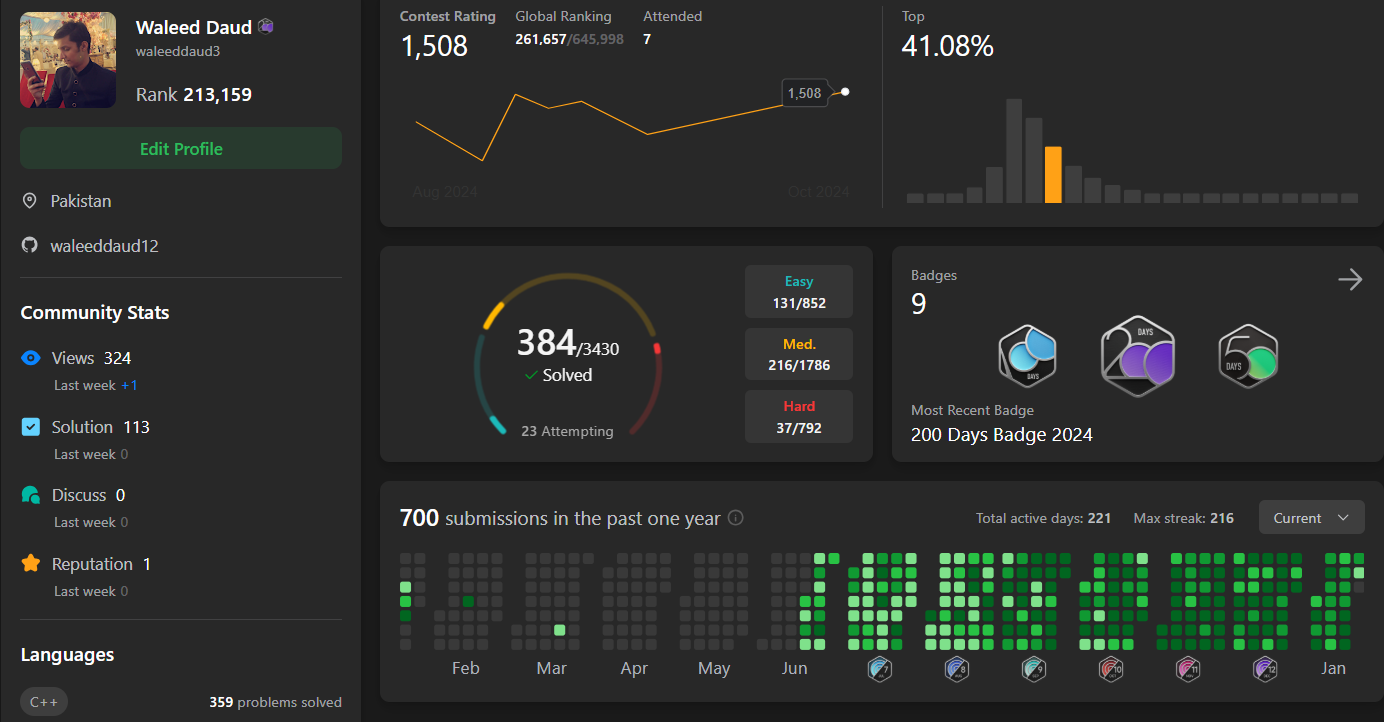 Waleed Daud
waleeddaud3
Rank 213,159
Edit Profile
Pakistan
waleeddaud12
Community Stats
Views 324
Last week +1
Solution 113
Last week 0
Discuss 0
Last week 0
Reputation 1
Last week 0
Languages
C++ 359 problems solved
Contest Rating
1,508
Global Ranking
261,657/645,998
Attended
7
1,508
Aug 2024 Oct 2024
Top
41.08%
384/3430
Solved
23 Attempting
Easy
131/852
Med.
216/1786
Hard
37/792
Badges
9
DAYS
200 DAYS
50 DAYS
Most Recent Badge
200 Days Badge 2024
700 submissions in the past one year
Total active days: 221 Max streak: 216 Current
Feb Mar Apr May Jun 7 8 9 10 11 12 Jan